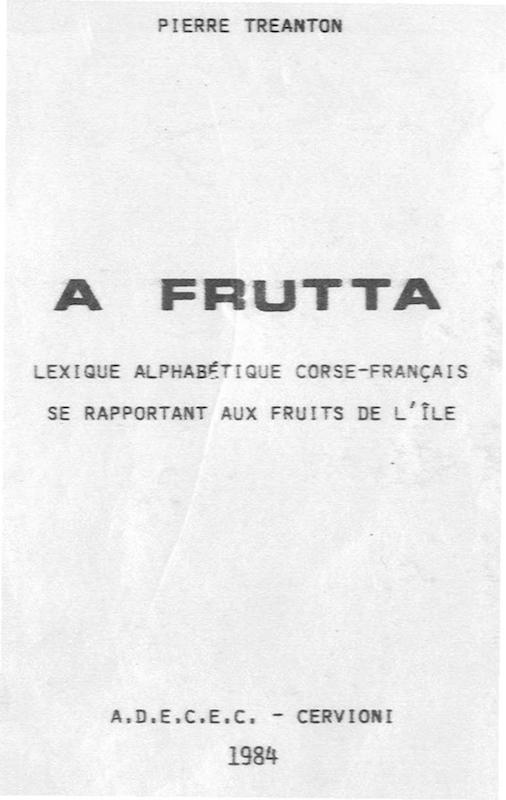 PIERRE TREANTON
A FRUTTA
LEXIQUE ALPHABÉTIQUE CORSE-FRANÇAIS
SE RAPPORTANT AUX FRUITS DE L'ÎLE
A.D.E.C.E.C. - CERVIONI
1984